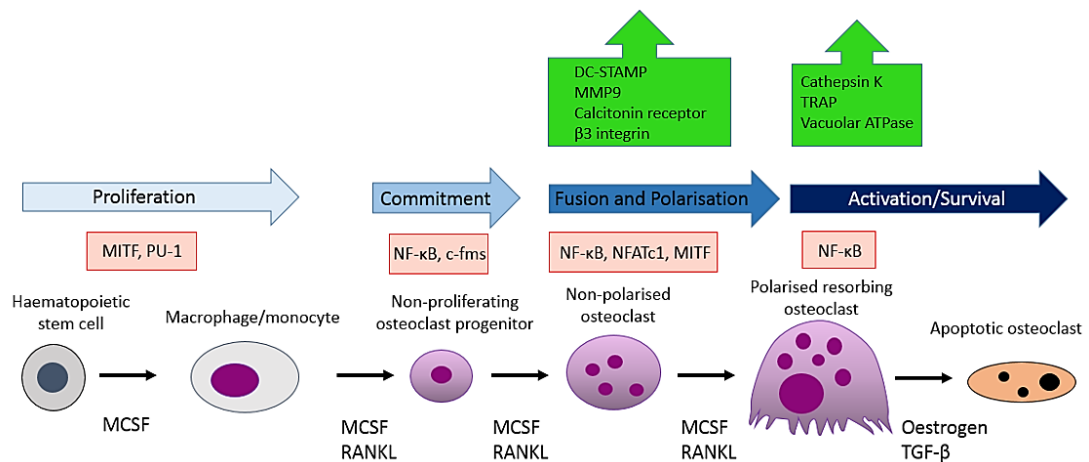 DC-STAMP
MMP9
Calcitonin receptor
β3 integrin
Cathepsin K
TRAP
Vacuolar ATPase
Proliferation
Commitment
Fusion and Polarisation
Activation/Survival
MITF, PU-1
NF-κB, c-fms
NF-κB, NFATc1, MITF
NF-κB
Haematopoietic
stem cell
Macrophage/monocyte
Non-proliferating
osteoclast progenitor
Non-polarised
osteoclast
Polarised resorbing
osteoclast
Apoptotic osteoclast
MCSF
MCSF
RANKL
MCSF
RANKL
MCSF
RANKL
Oestrogen
TGF-β